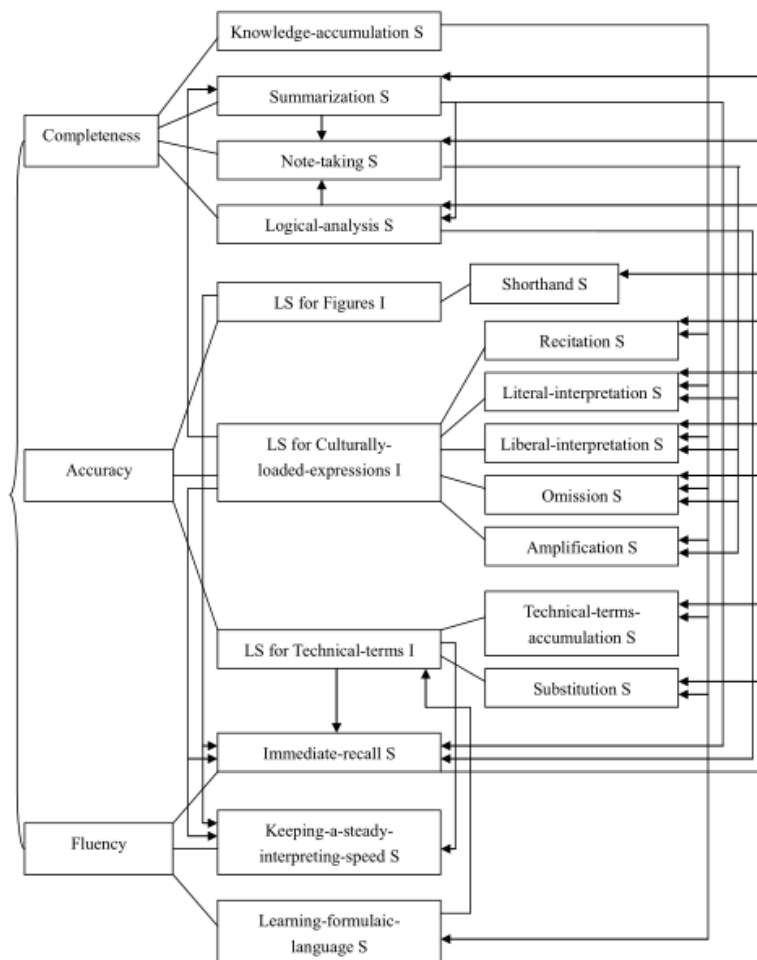 Knowledge-accumulation S
Summarization S
Completeness
Note-taking S
Logical-analysis S
LS for Figures I
Shorthand S
Recitation S
Literal-interpretation S
LS for Culturally-
loaded-expressions I
Liberal-interpretation S
Accuracy
Omission S
Amplification S
Technical-terms-
accumulation S
LS for Technical-terms I
Substitution S
Immediate-recall S
Fluency
Keeping-a-steady-
interpreting-speed S
Learning-formulaic-
language S